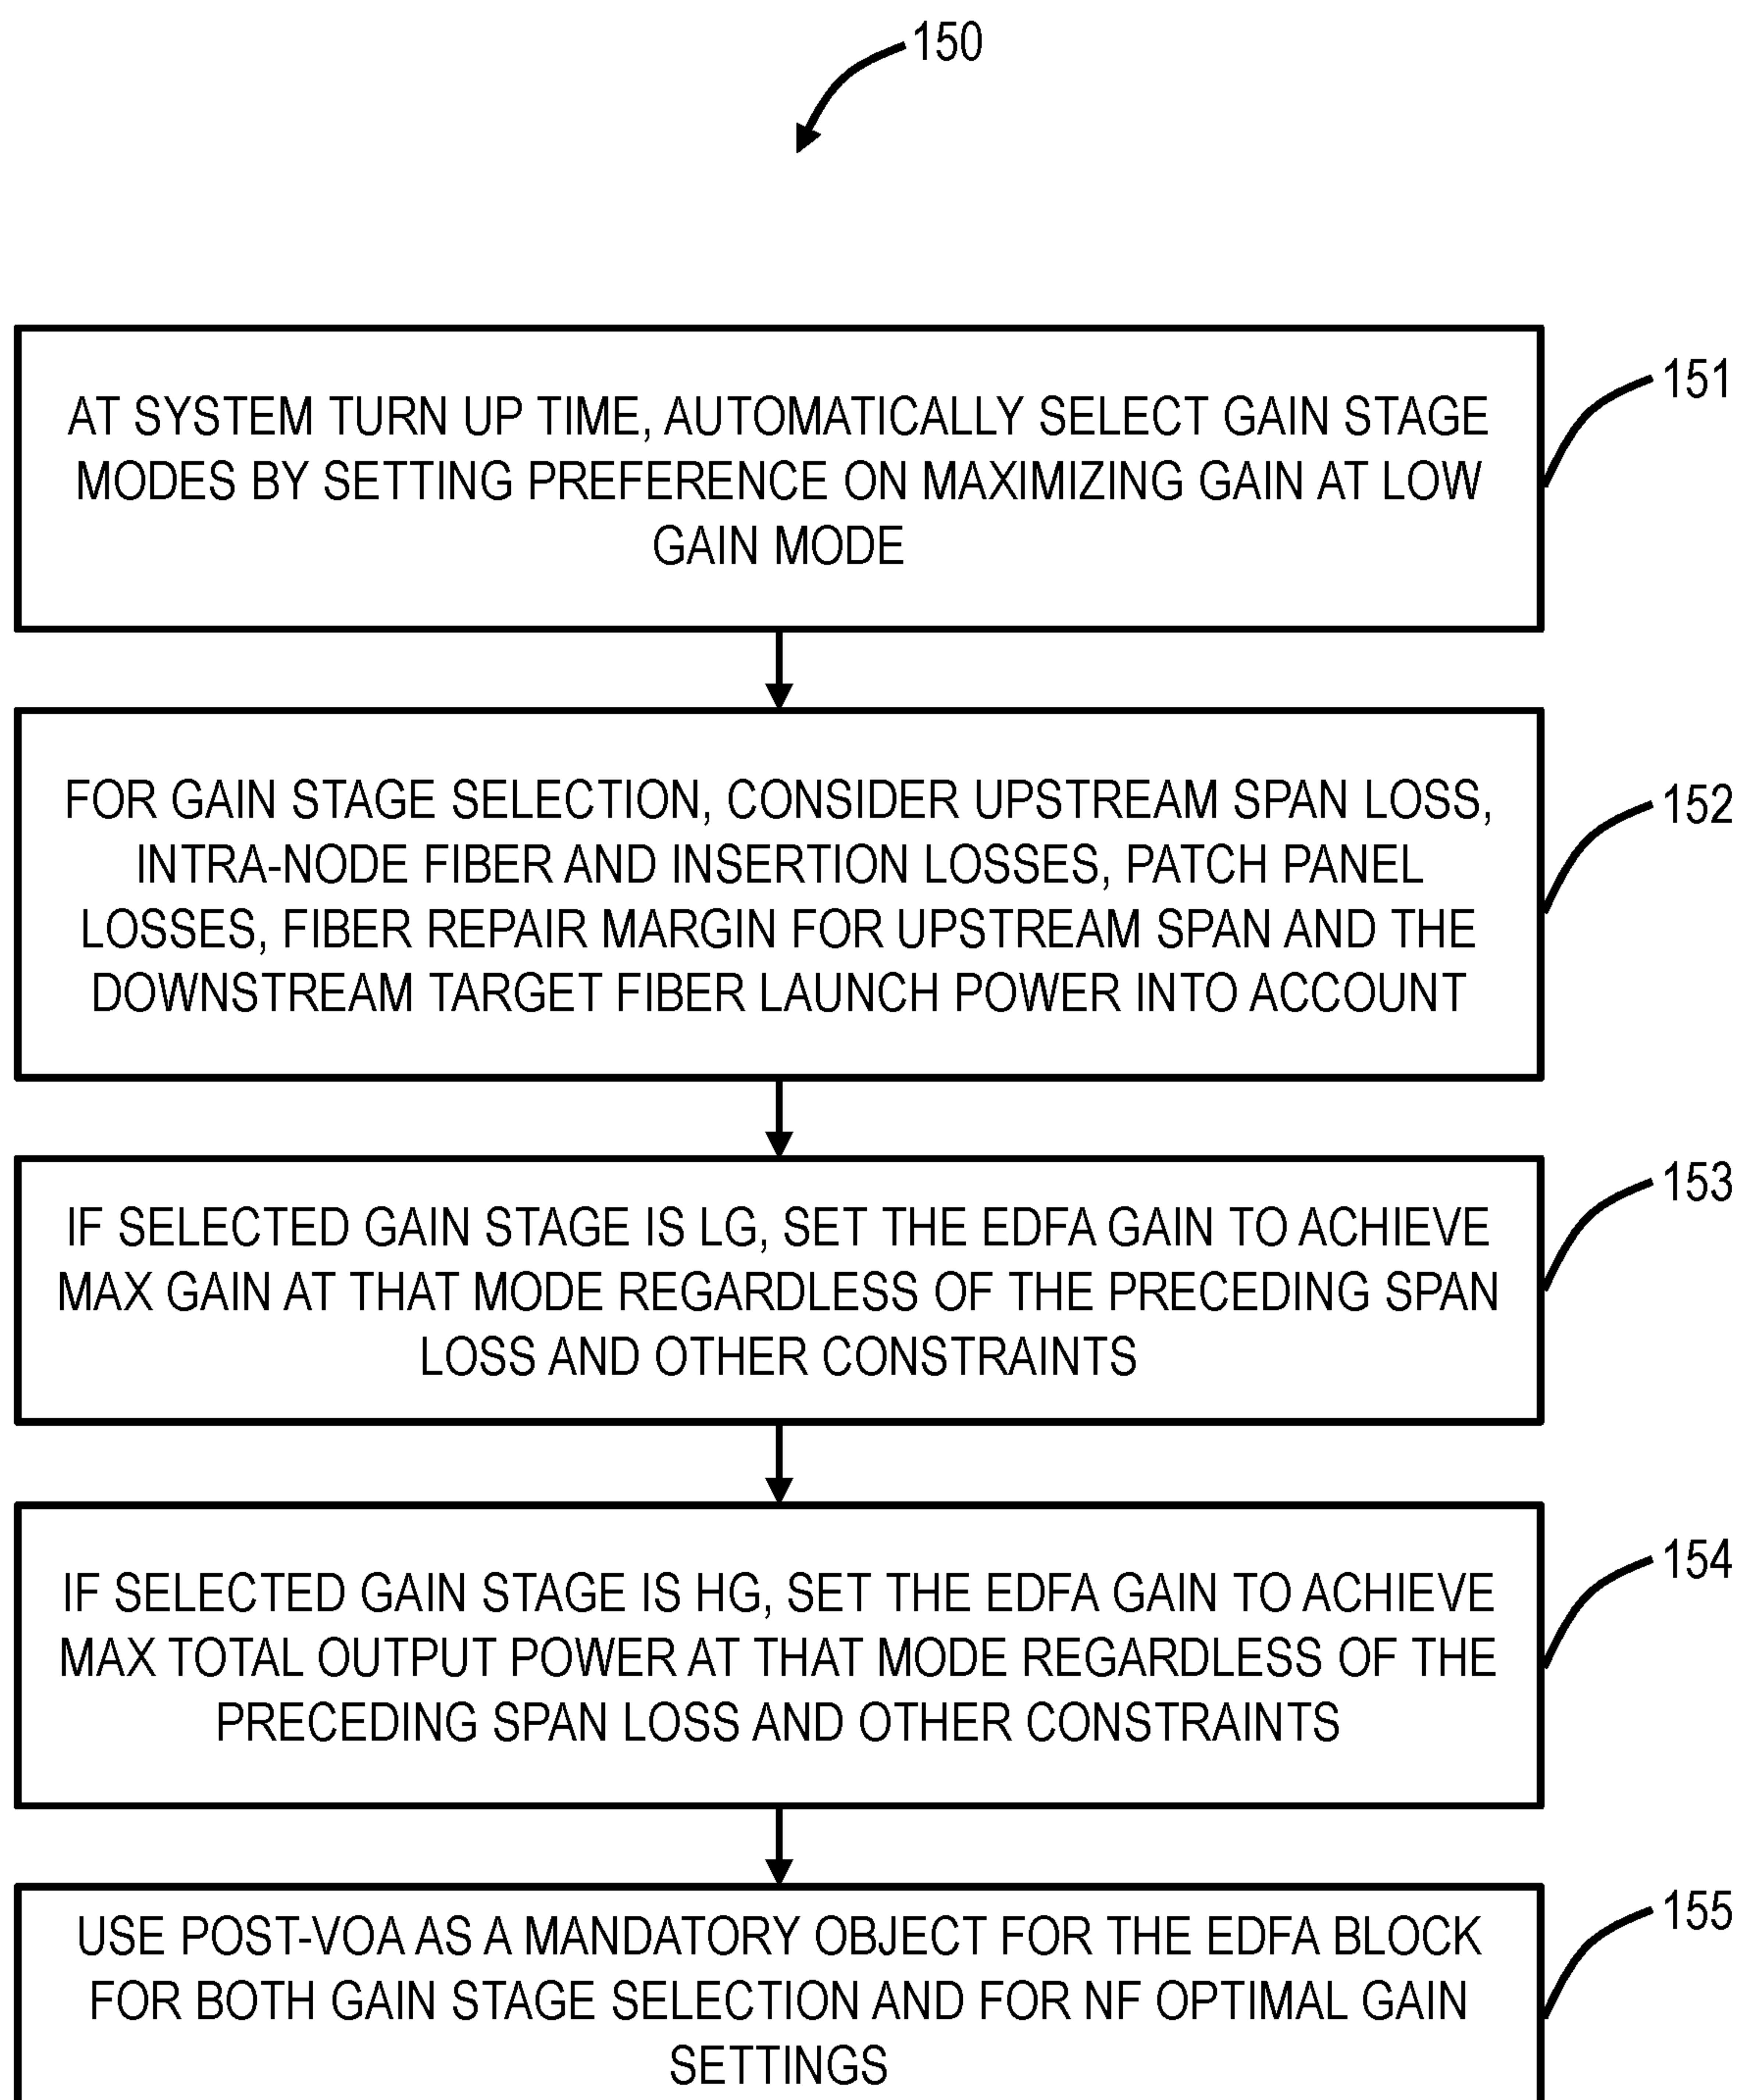 150
AT SYSTEM TURN UP TIME, AUTOMATICALLY SELECT GAIN STAGE
MODES BY SETTING PREFERENCE ON MAXIMIZING GAIN AT LOW
GAIN MODE
151
FOR GAIN STAGE SELECTION, CONSIDER UPSTREAM SPAN LOSS,
INTRA-NODE FIBER AND INSERTION LOSSES, PATCH PANEL
LOSSES, FIBER REPAIR MARGIN FOR UPSTREAM SPAN AND THE
DOWNSTREAM TARGET FIBER LAUNCH POWER INTO ACCOUNT
152
IF SELECTED GAIN STAGE IS LG, SET THE EDFA GAIN TO ACHIEVE
MAX GAIN AT THAT MODE REGARDLESS OF THE PRECEDING SPAN
LOSS AND OTHER CONSTRAINTS
153
IF SELECTED GAIN STAGE IS HG, SET THE EDFA GAIN TO ACHIEVE
MAX TOTAL OUTPUT POWER AT THAT MODE REGARDLESS OF THE
PRECEDING SPAN LOSS AND OTHER CONSTRAINTS
154
USE POST-VOA AS A MANDATORY OBJECT FOR THE EDFA BLOCK
FOR BOTH GAIN STAGE SELECTION AND FOR NF OPTIMAL GAIN
SETTINGS
155